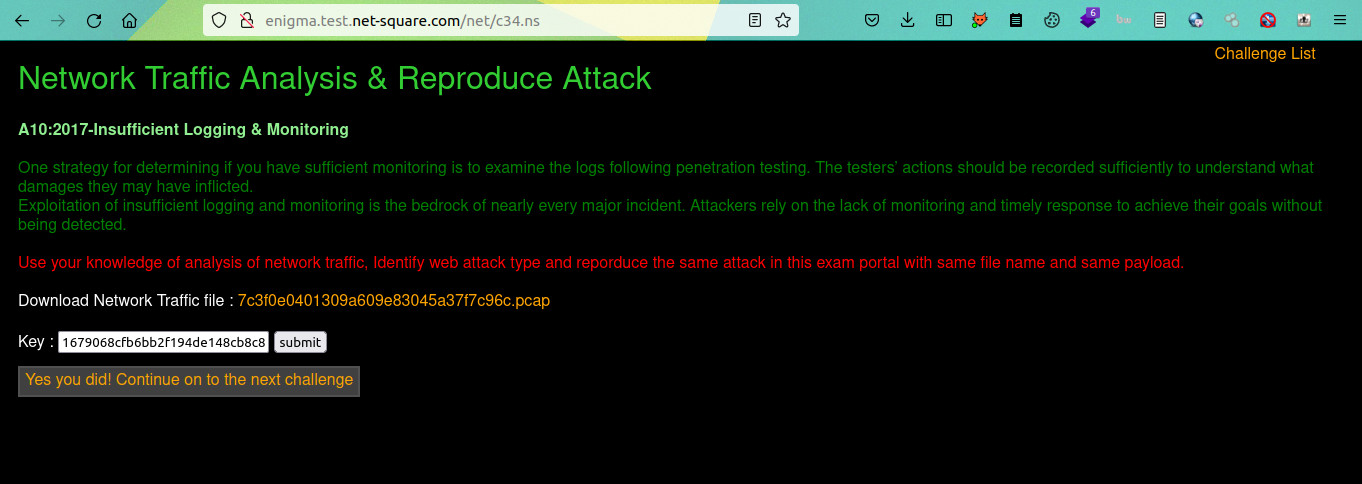 enigma.test.net-square.com/net/c34.ns
6
Challenge List
Network Traffic Analysis & Reproduce Attack
A10:2017-Insufficient Logging & Monitoring
One strategy for determining if you have sufficient monitoring is to examine the logs following penetration testing. The testers' actions should be recorded sufficiently to understand what
damages they may have inflicted.
Exploitation of insufficient logging and monitoring is the bedrock of nearly every major incident. Attackers rely on the lack of monitoring and timely response to achieve their goals without
being detected.
Use your knowledge of analysis of network traffic, Identify web attack type and reporduce the same attack in this exam portal with same file name and same payload.
Download Network Traffic file : 7c3f0e0401309a609e83045a37f7c96c.pcap
Key : 1679068cfb6bb2f194de148cb8c8 submit
Yes you did! Continue on to the next challenge